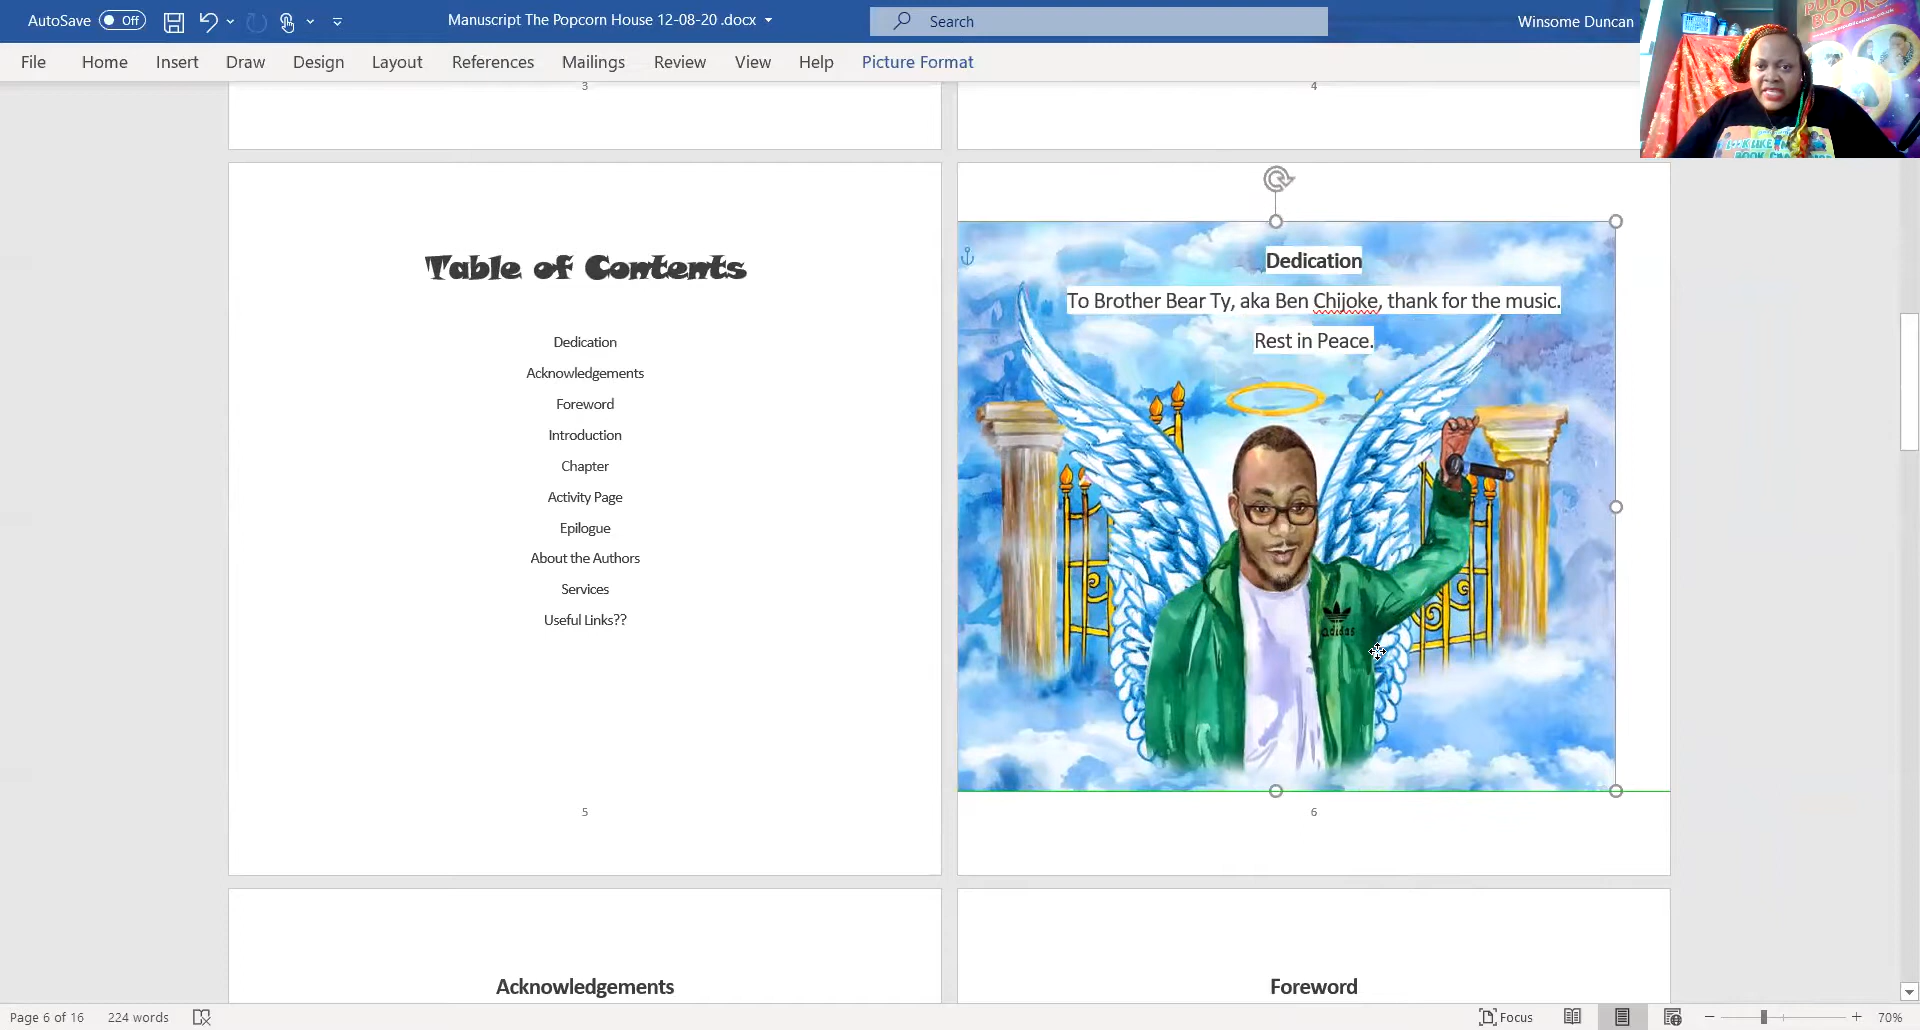 AutoSave Off
Manuscript The Popcorn House 12-08-20 .docx
Search
Winsome Duncan
File Home Insert Draw Design Layout References Mailings Review View Help Picture Format
3
4
Table of Contents
Dedication
Acknowledgements
Foreword
Introduction
Chapter
Activity Page
Epilogue
About the Authors
Services
Useful Links??
5
Dedication
To Brother Bear Ty, aka Ben Chijoke, thank for the music.
Rest in Peace.
adidas
6
Acknowledgements
Foreword
Page 6 of 16
224 words
Focus
70%